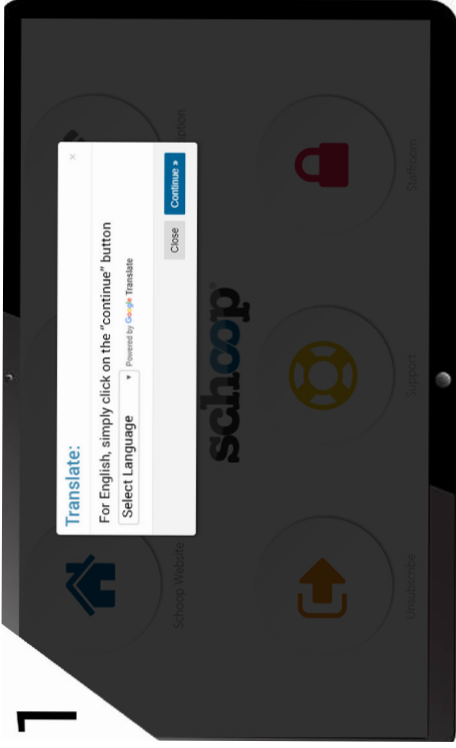 1
Translate:
×
For English, simply click on the "continue" button
Select Language ▾ Powered by Google Translate
Close Continue »
schoop
Schoop Website
ption
Unsubscribe Support Staffroom